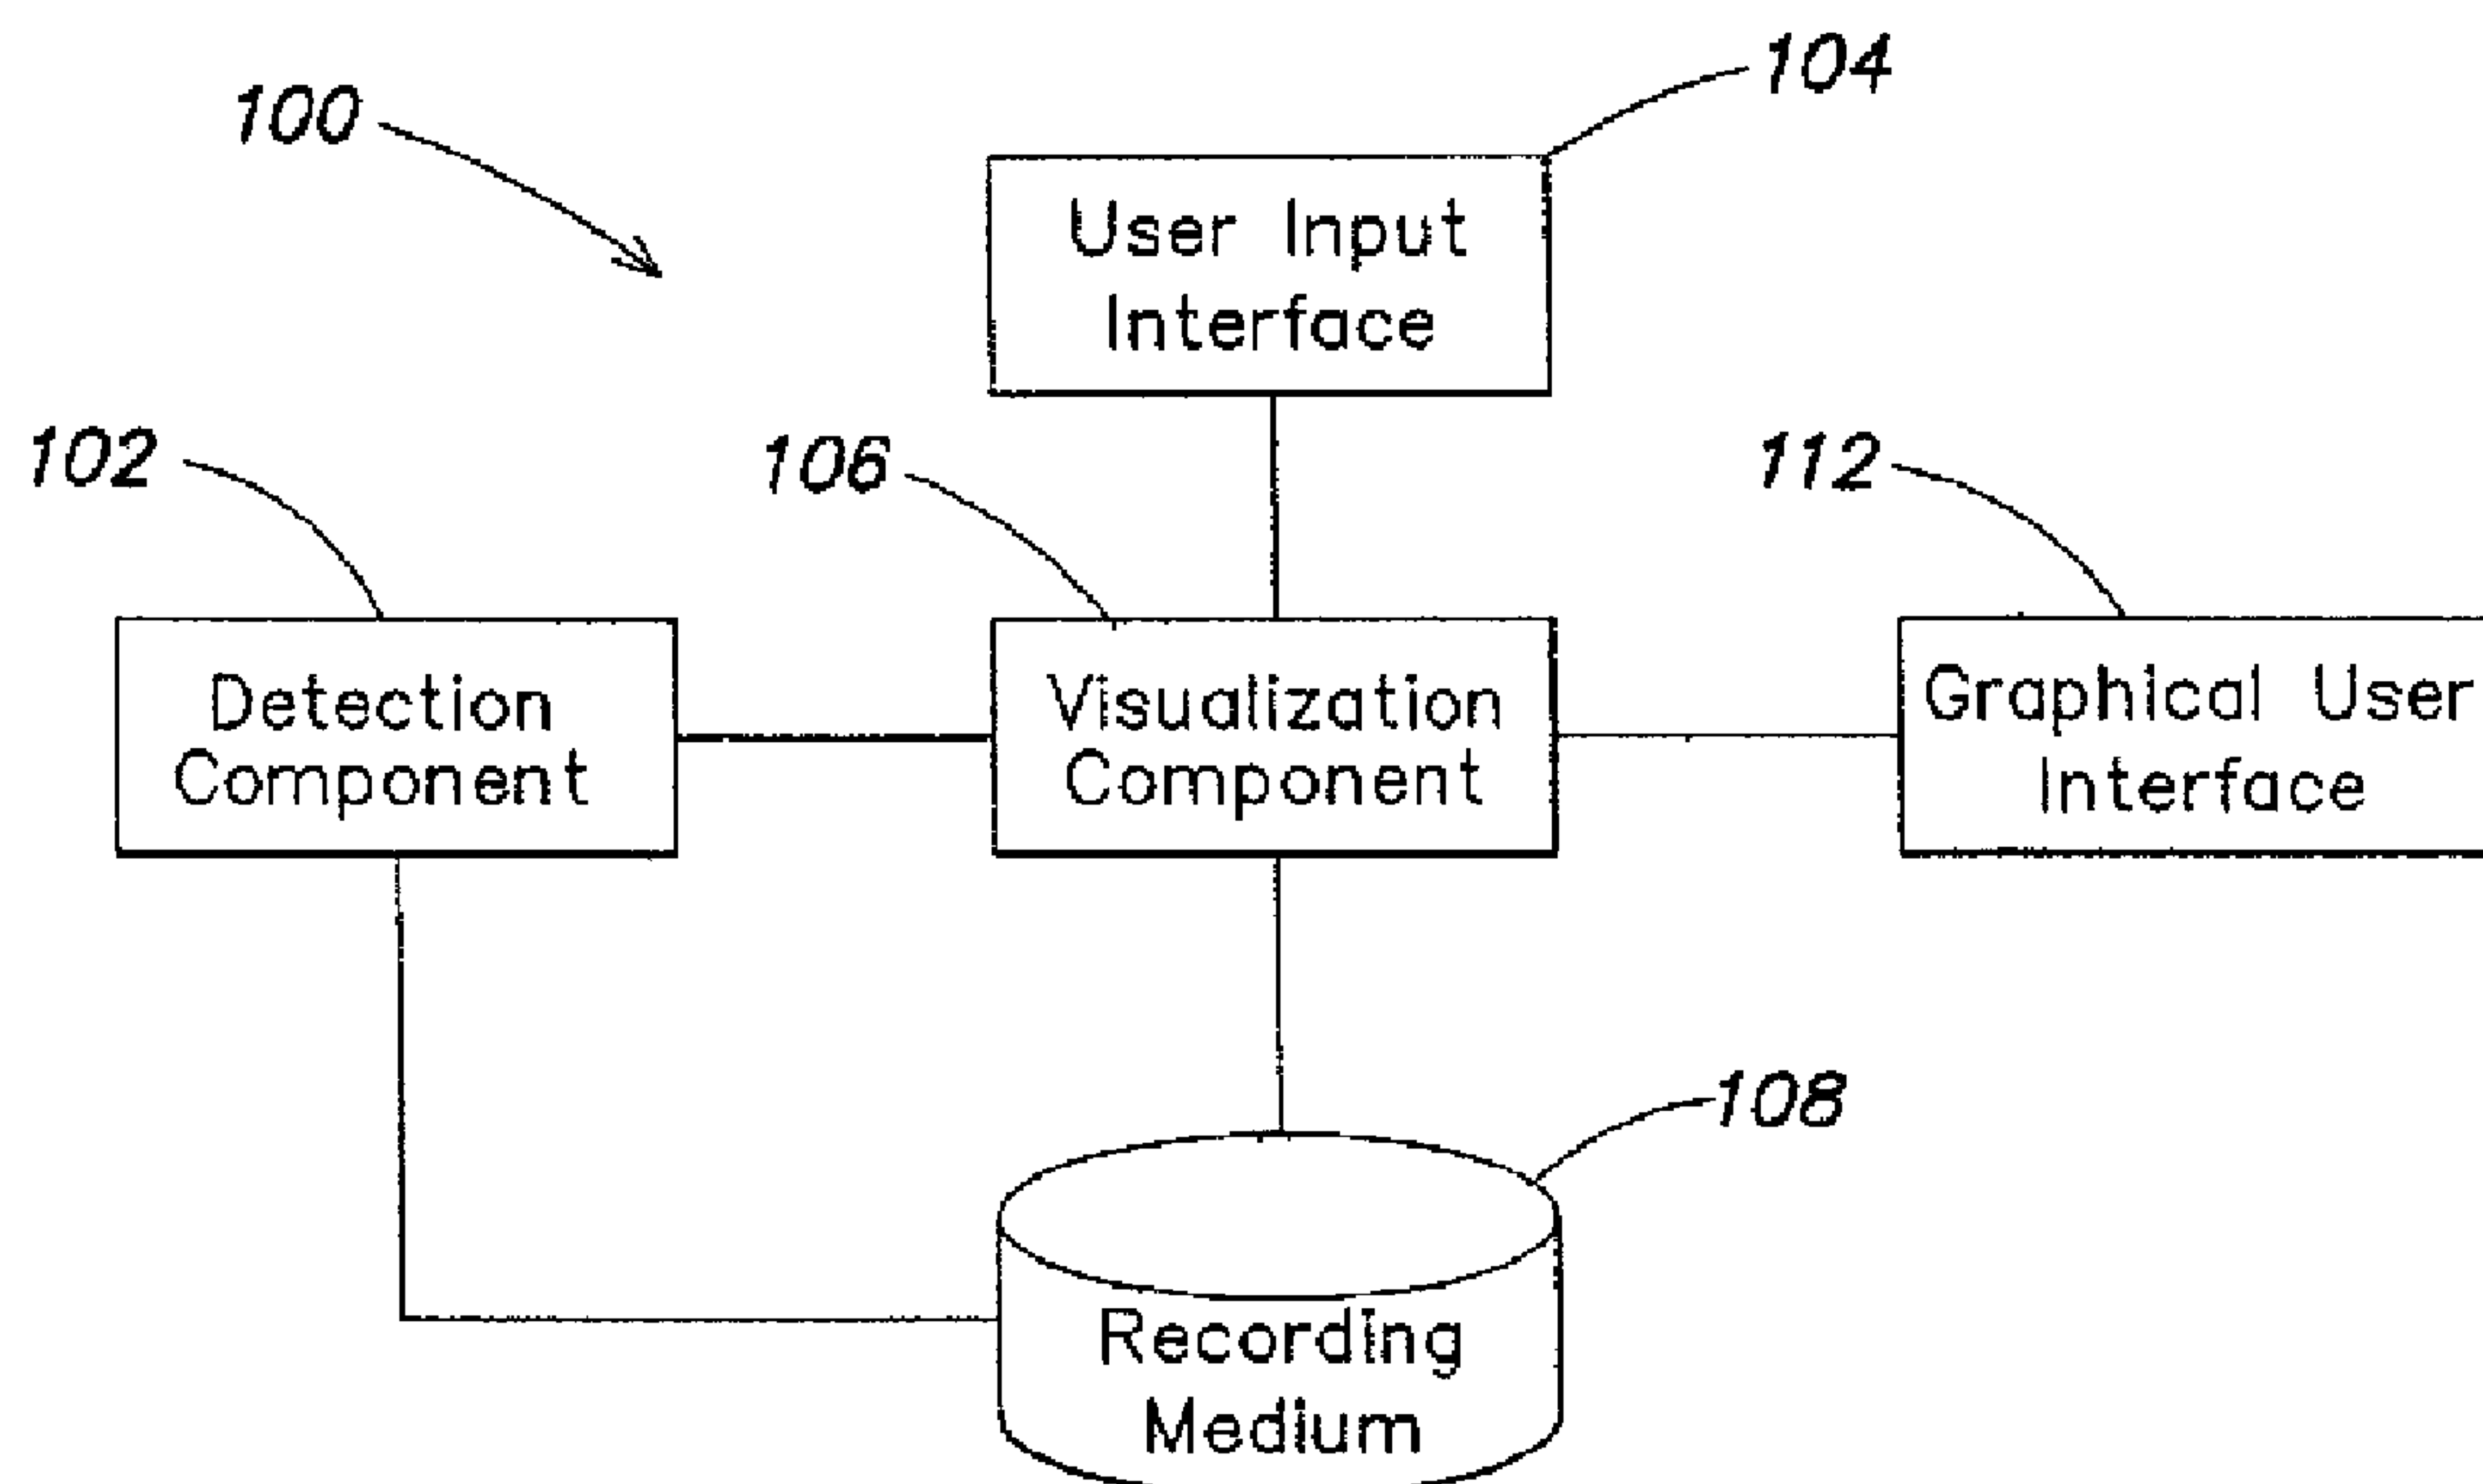 100
104
User Input
Interface
102
106
112
Detection
Component
Visualization
Component
Graphical User
Interface
108
Recording
Medium